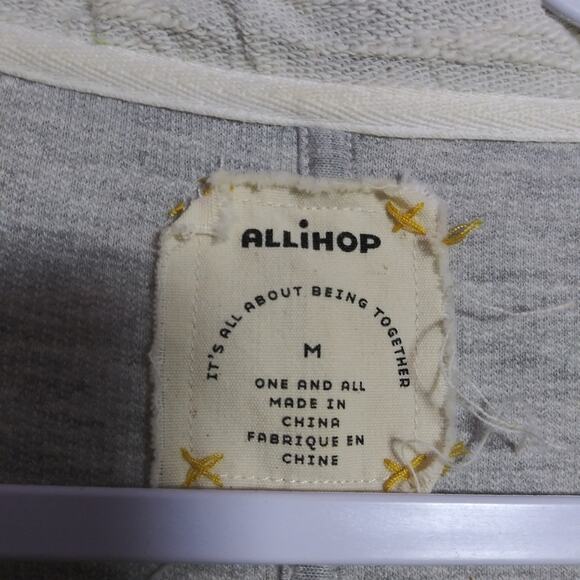 ALLiHOP
IT'S ALL ABOUT BEING TOGETHER
M
ONE AND ALL
MADE IN
CHINA
FABRIQUE EN
CHINE